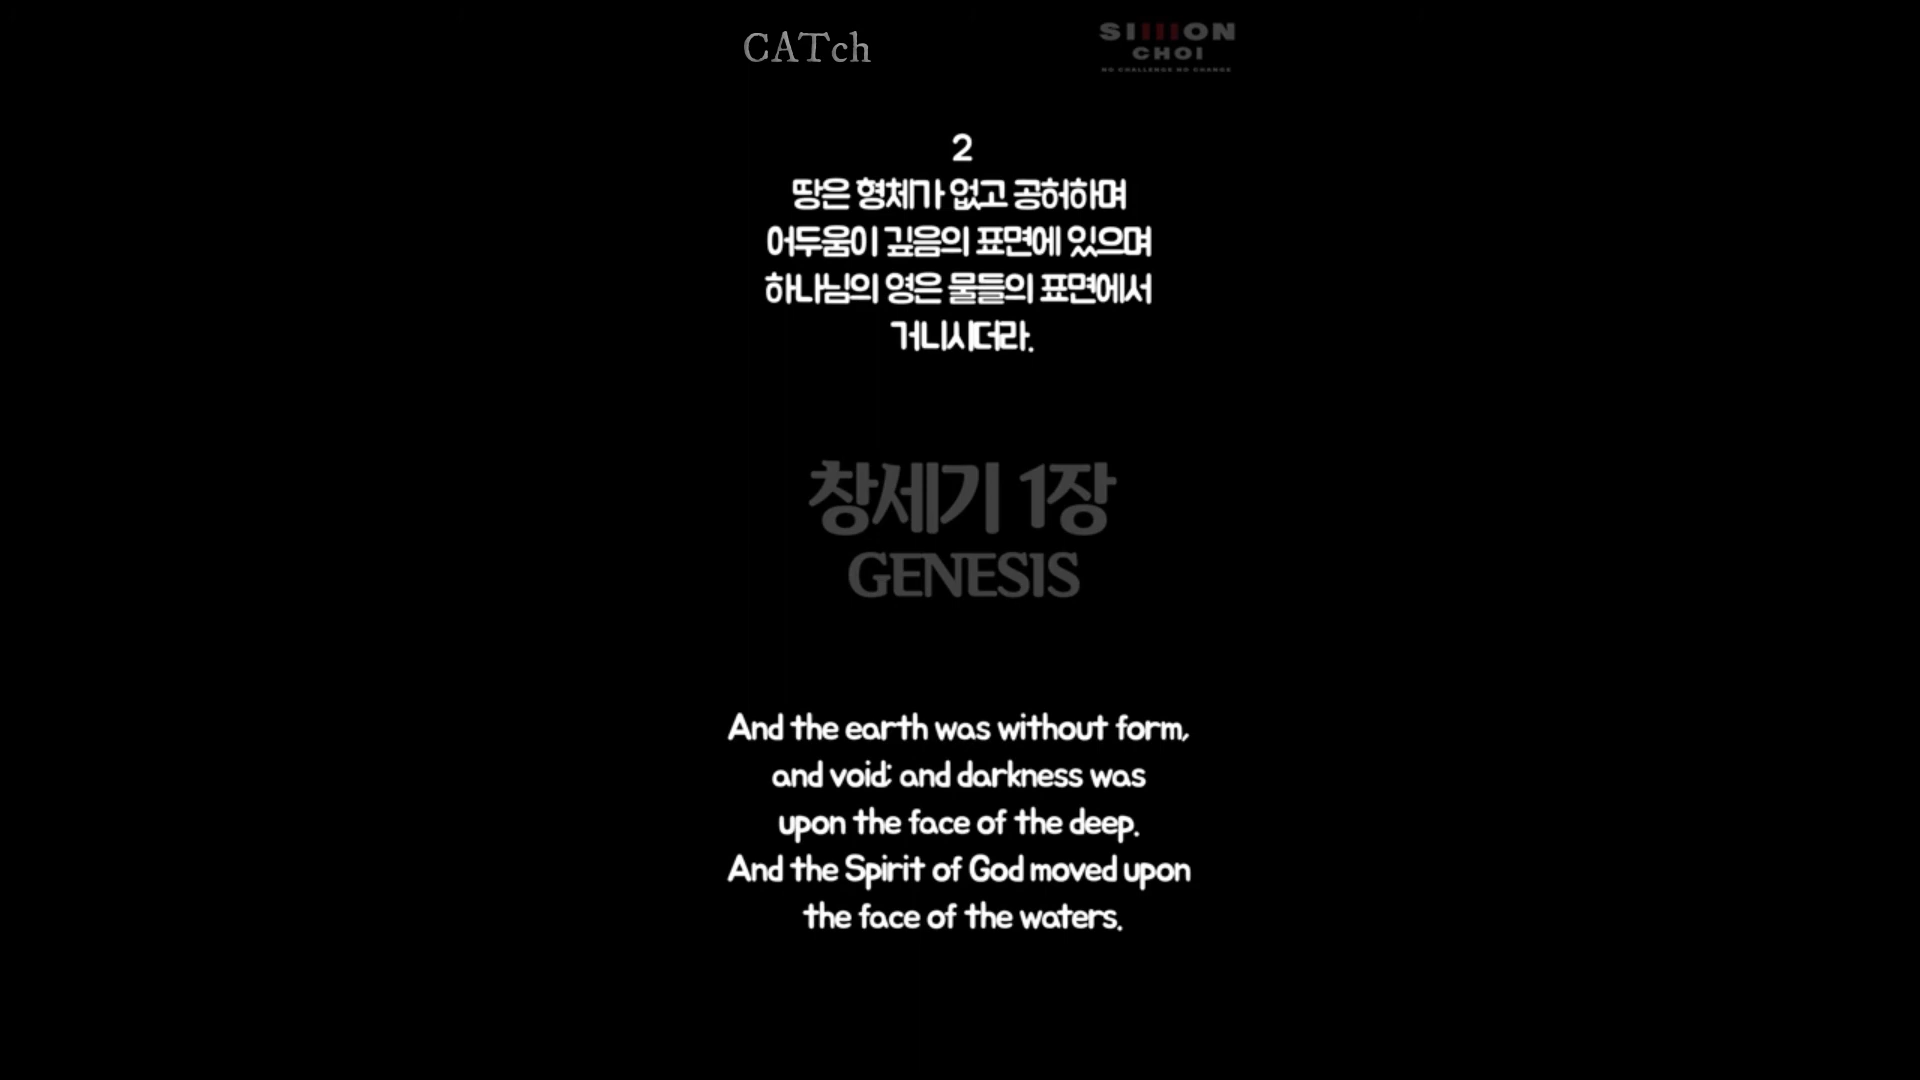 CATch
SIMON
CHOI
NO CHALLENGE NO CHANGE
2
땅은 형체가 없고 공허하며
어두움이 깊음의 표면에 있으며
하나님의 영은 물들의 표면에서
거니시더라.
창세기 1장
GENESIS
And the earth was without form,
and void; and darkness was
upon the face of the deep.
And the Spirit of God moved upon
the face of the waters.